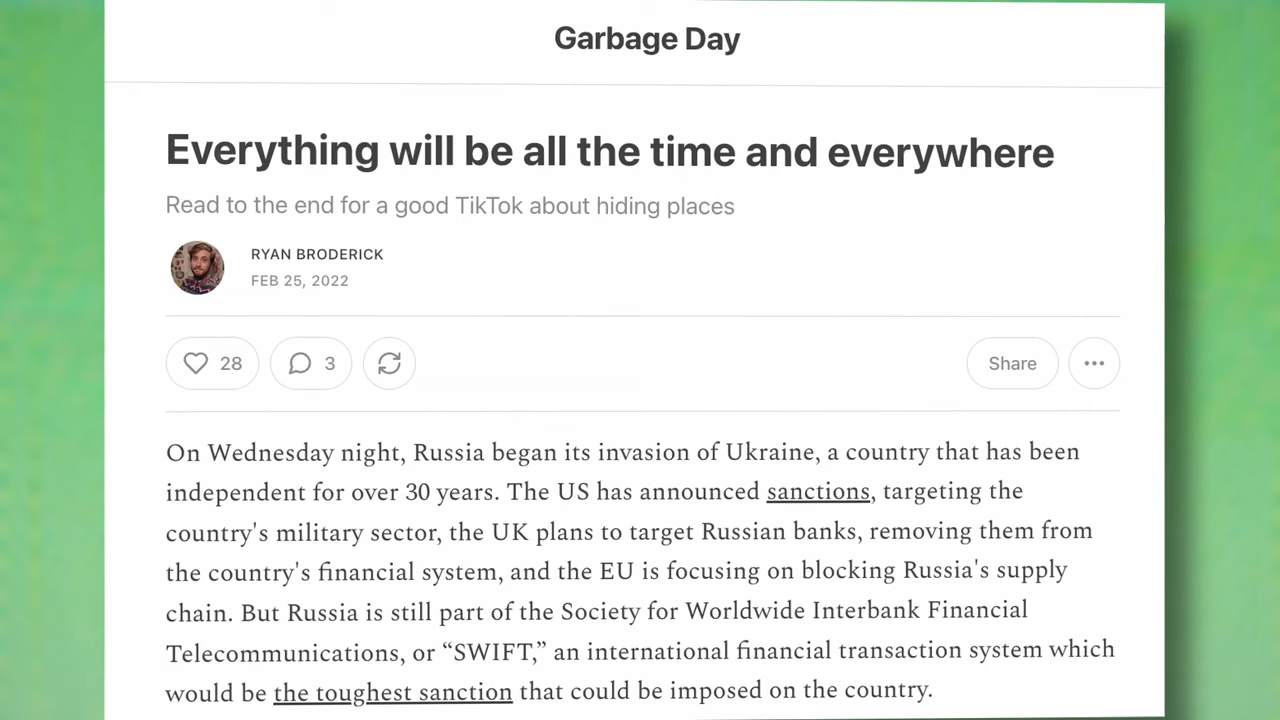 Garbage Day
Everything will be all the time and everywhere
Read to the end for a good TikTok about hiding places
RYAN BRODERICK
FEB 25, 2022
28
3
Share
On Wednesday night, Russia began its invasion of Ukraine, a country that has been
independent for over 30 years. The US has announced sanctions, targeting the
country's military sector, the UK plans to target Russian banks, removing them from
the country's financial system, and the EU is focusing on blocking Russia's supply
chain. But Russia is still part of the Society for Worldwide Interbank Financial
Telecommunications, or “SWIFT,” an international financial transaction system which
would be the toughest sanction that could be imposed on the country.